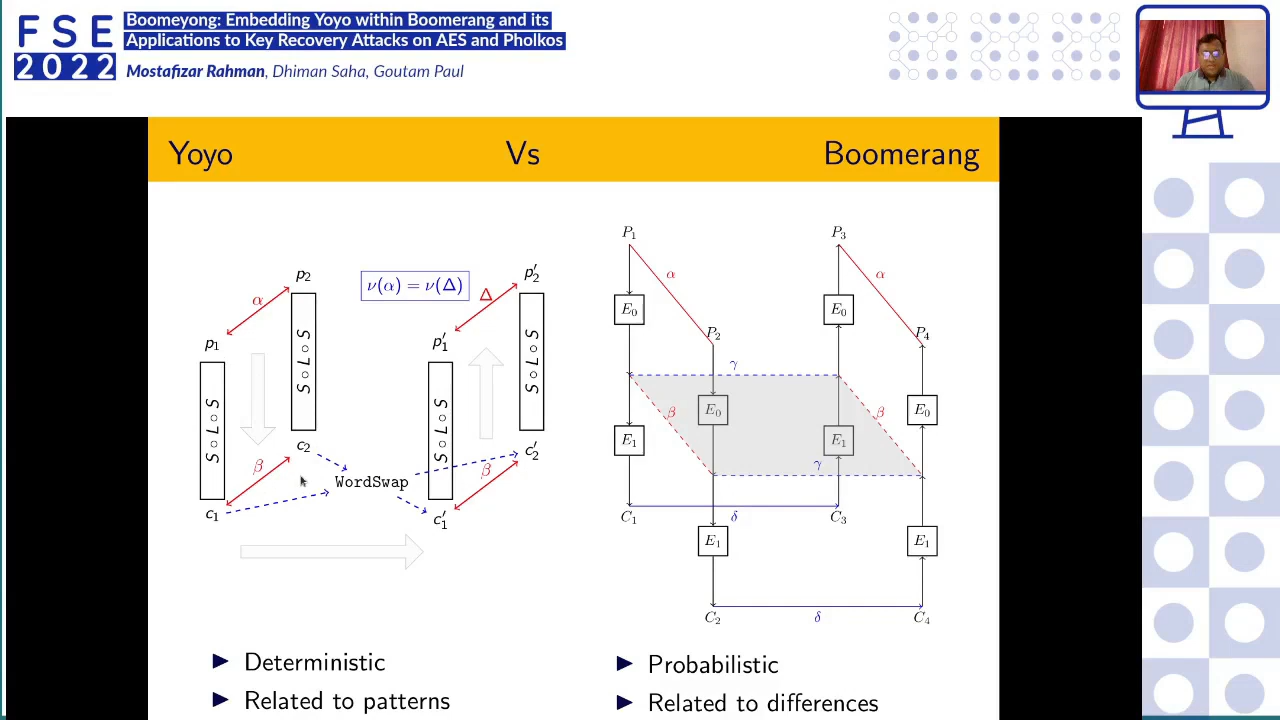 FSE
2022
Boomeyong: Embedding Yoyo within Boomerang and its
Applications to Key Recovery Attacks on AES and Pholkos
Mostafizar Rahman, Dhiman Saha, Goutam Paul
Yoyo Vs Boomerang
p₂
α
p₁
S ∘ L ∘ S
S ∘ L ∘ S
c₂
β
c₁
WordSwap
ν(α) = ν(Δ)
p′₂
Δ
p′₁
S ∘ L ∘ S
S ∘ L ∘ S
c′₂
β
c′₁
P₁
P₃
α
α
E₀
E₀
P₂
P₄
γ
β
E₀
β
E₀
E₁
E₁
γ
C₁
δ
C₃
E₁
E₁
C₂
δ
C₄
▶ Deterministic
▶ Related to patterns
▶ Probabilistic
▶ Related to differences